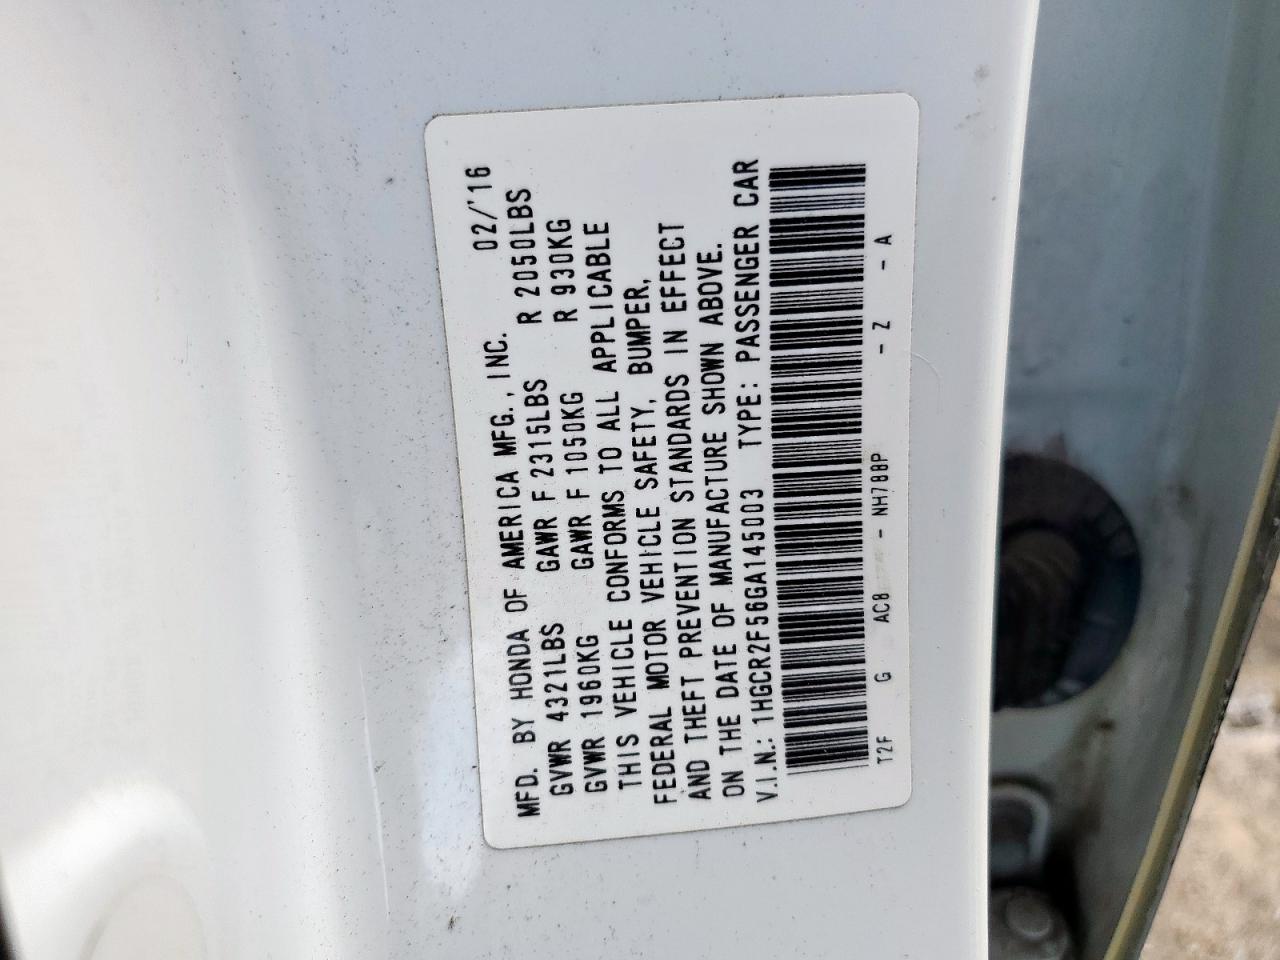 MFD. BY HONDA OF AMERICA MFG., INC. 02/'16
GVWR 4321LBS GAWR F 2315LBS R 2050LBS
GVWR 1960KG GAWR F 1050KG R 930KG
THIS VEHICLE CONFORMS TO ALL APPLICABLE
FEDERAL MOTOR VEHICLE SAFETY, BUMPER,
AND THEFT PREVENTION STANDARDS IN EFFECT
ON THE DATE OF MANUFACTURE SHOWN ABOVE.
V.I.N.: 1HGCR2F56GA145003 TYPE: PASSENGER CAR
T2F G AC8 - NH788P - Z - A